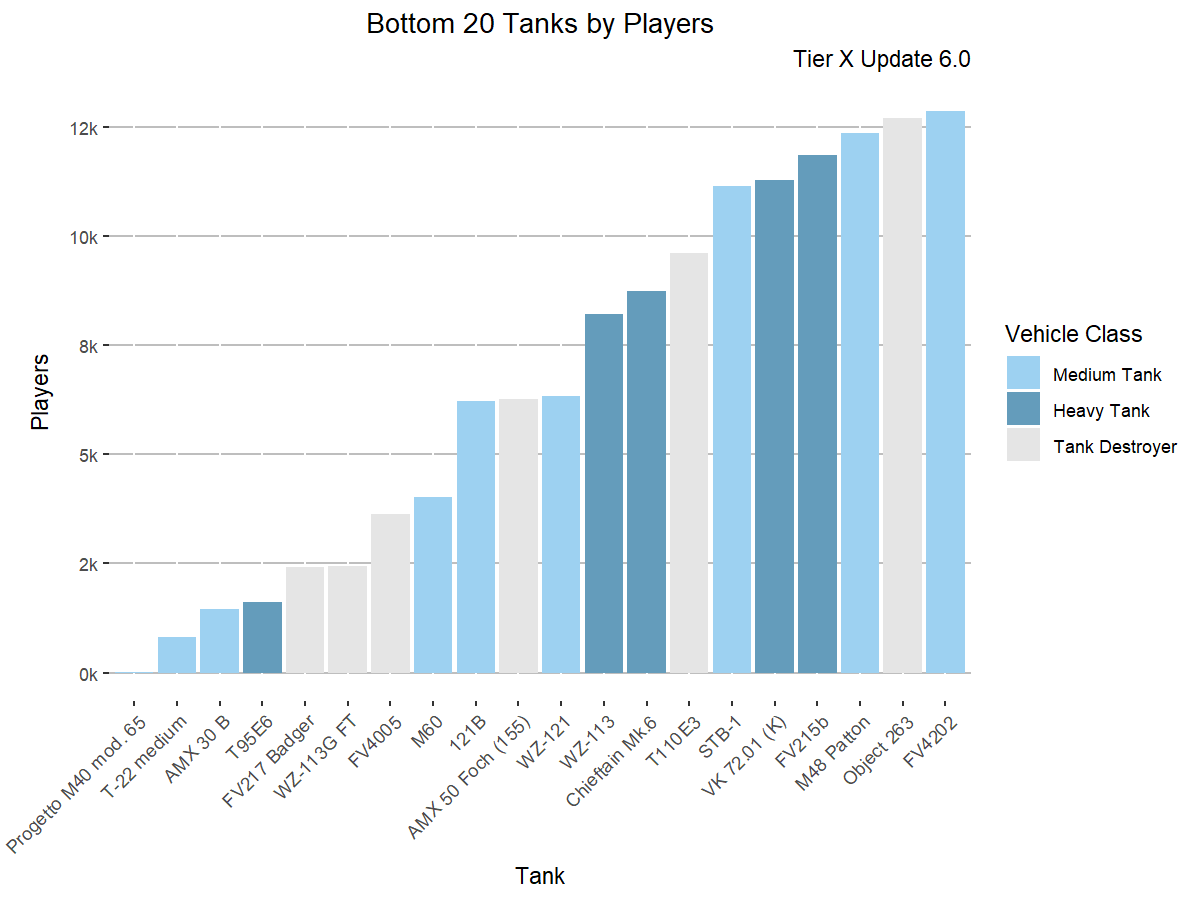 Bottom 20 Tanks by Players
Tier X Update 6.0
12k
10k
8k
5k
2k
0k
Players
Progetto M40 mod. 65
T-22 medium
AMX 30 B
T95E6
FV217 Badger
WZ-113G FT
FV4005
M60
121B
AMX 50 Foch (155)
WZ-121
WZ-113
Chieftain Mk.6
T110E3
STB-1
VK 72.01 (K)
FV215b
M48 Patton
Object 263
FV4202
Tank
Vehicle Class
Medium Tank
Heavy Tank
Tank Destroyer